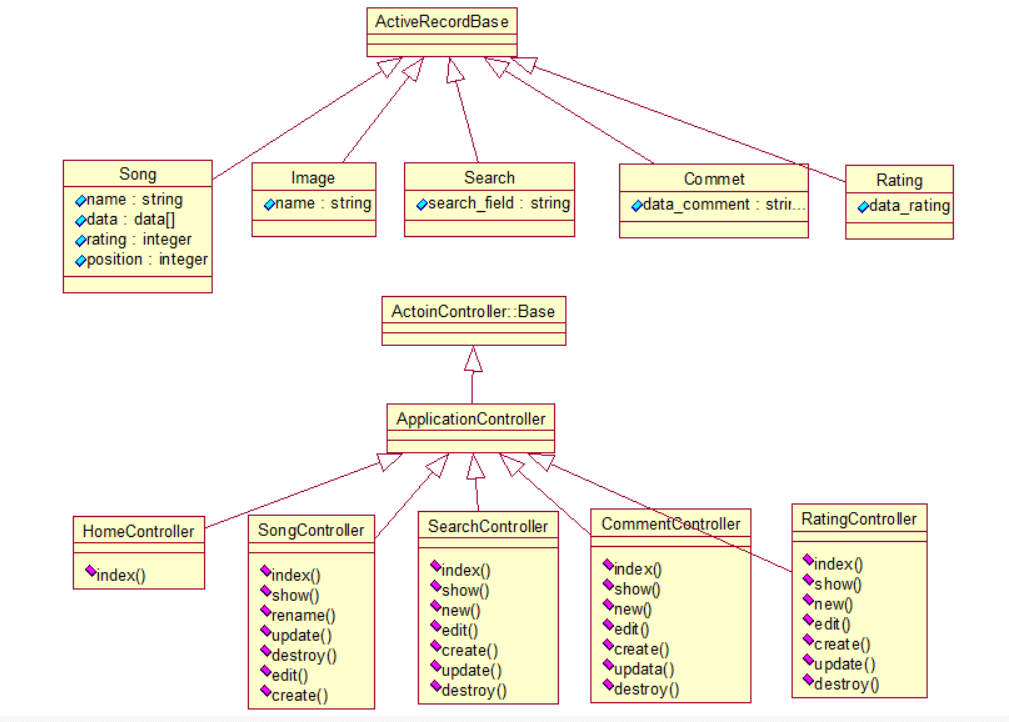 ActiveRecordBase
Song
name : string
data : data[]
rating : integer
position : integer
Image
name : string
Search
search_field : string
Commet
data_comment : strin...
Rating
data_rating
ActoinController::Base
ApplicationController
HomeController
index()
SongController
index()
show()
rename()
update()
destroy()
edit()
create()
SearchController
index()
show()
new()
edit()
create()
update()
destroy()
CommentController
index()
show()
new()
edit()
create()
updata()
destroy()
RatingController
index()
show()
new()
edit()
create()
update()
destroy()